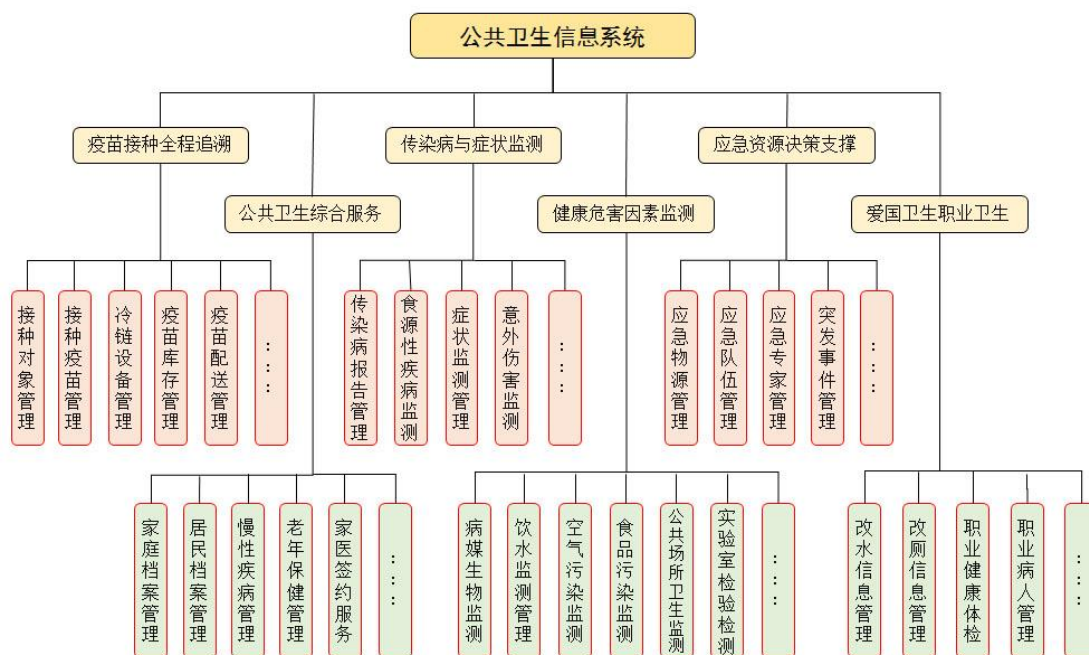 公共卫生信息系统
疫苗接种全程追溯
传染病与症状监测
应急资源决策支撑
公共卫生综合服务
健康危害因素监测
爱国卫生职业卫生
接种对象管理
接种疫苗管理
冷链设备管理
疫苗库存管理
疫苗配送管理
······
传染病报告管理
食源性疾病监测
症状监测管理
意外伤害监测
······
应急物源管理
应急队伍管理
应急专家管理
突发事件管理
······
家庭档案管理
居民档案管理
慢性疾病管理
老年保健管理
家医签约服务
······
病媒生物监测
饮水监测管理
空气污染监测
食品污染监测
公共场所卫生监测
实验室检验检测
······
改水信息管理
改厕信息管理
职业健康体检
职业病人管理
······